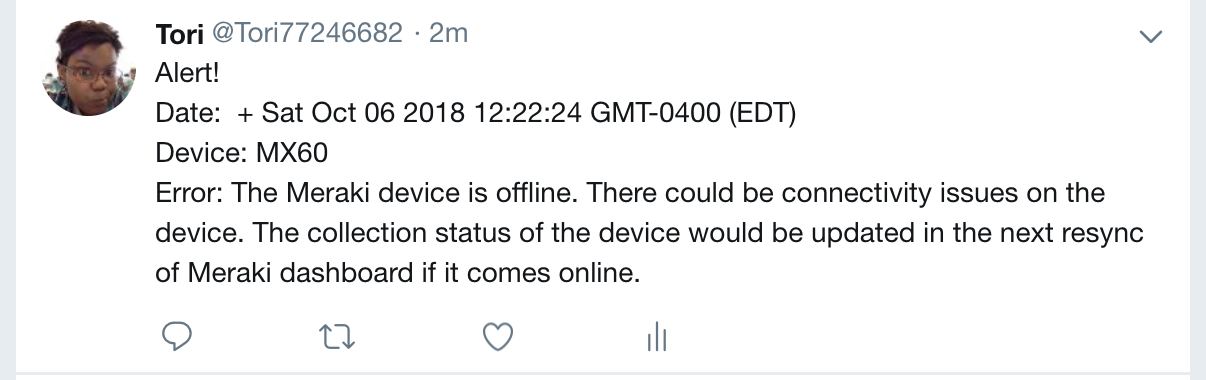 Tori @Tori77246682 · 2m
Alert!
Date:  + Sat Oct 06 2018 12:22:24 GMT-0400 (EDT)
Device: MX60
Error: The Meraki device is offline. There could be connectivity issues on the
device. The collection status of the device would be updated in the next resync
of Meraki dashboard if it comes online.